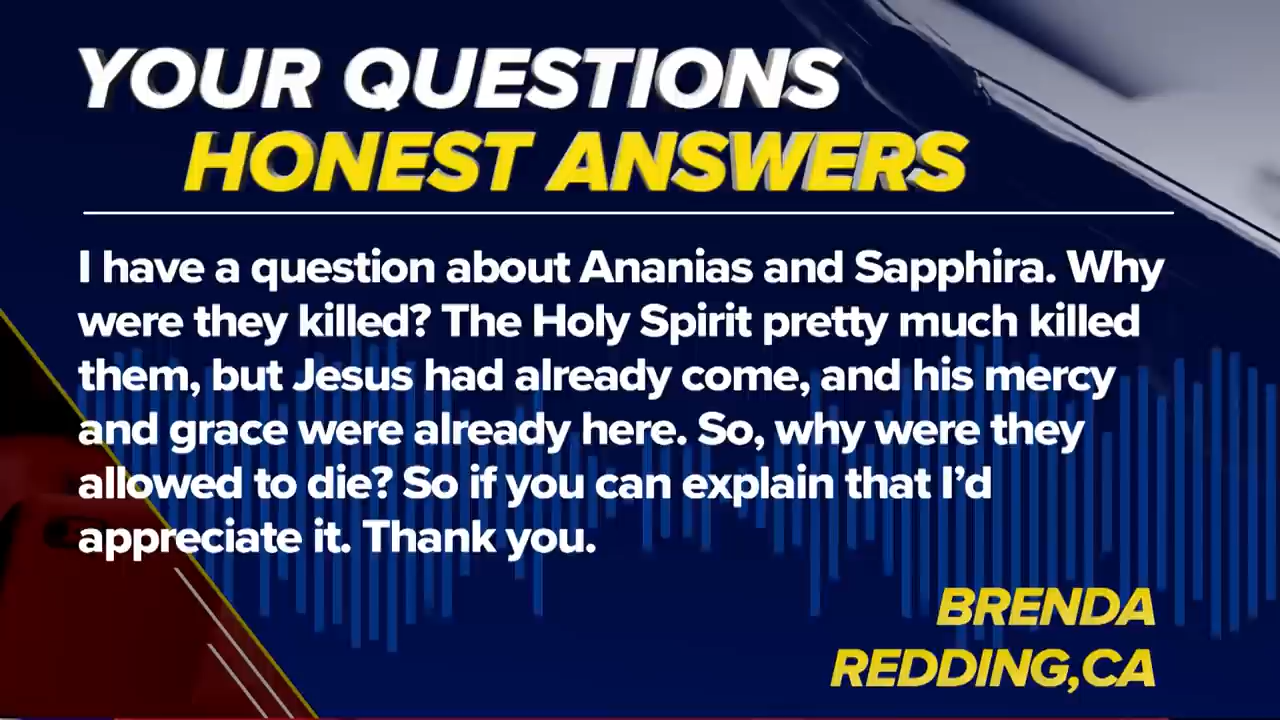 YOUR QUESTIONS
HONEST ANSWERS
I have a question about Ananias and Sapphira. Why
were they killed? The Holy Spirit pretty much killed
them, but Jesus had already come, and his mercy
and grace were already here. So, why were they
allowed to die? So if you can explain that I’d
appreciate it. Thank you.
BRENDA
REDDING,CA